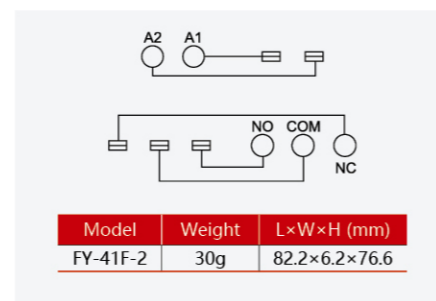 A2 A1
NO COM
NC
Model Weight L×W×H (mm)
FY-41F-2 30g 82.2×6.2×76.6